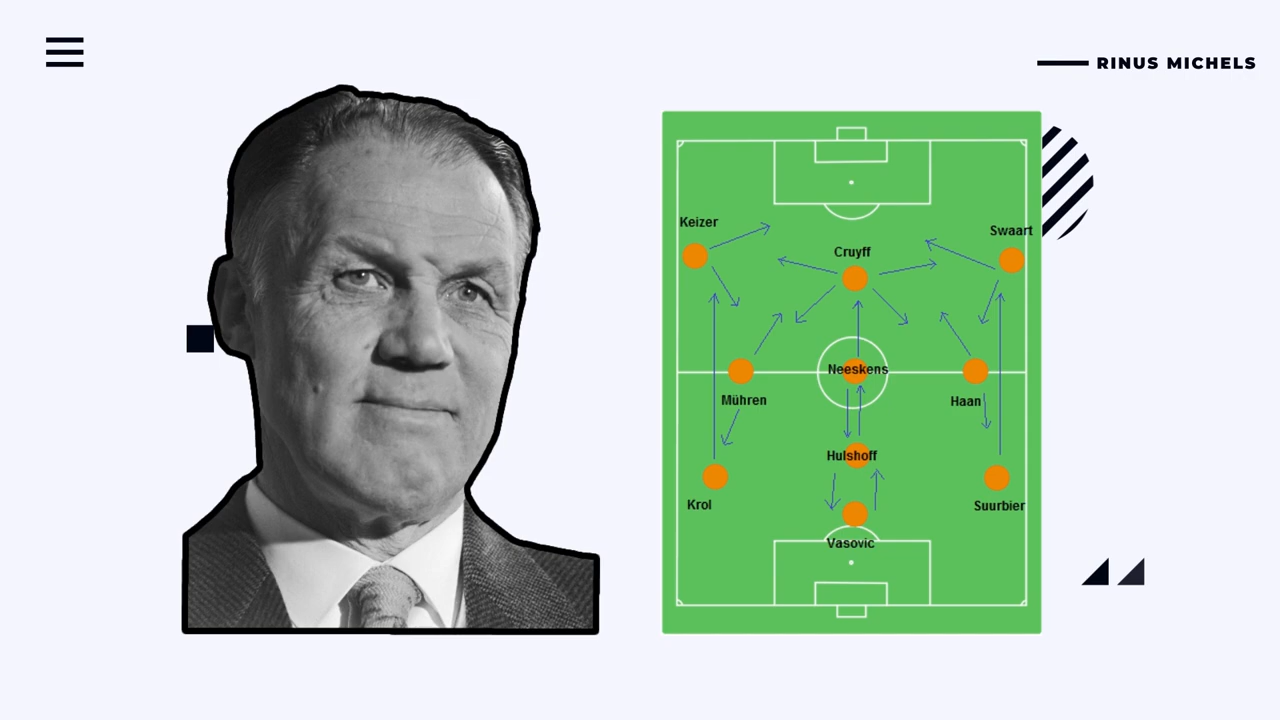 RINUS MICHELS
Keizer
Swaart
Cruyff
Neeskens
Mühren
Haan
Hulshoff
Krol
Suurbier
Vasovic